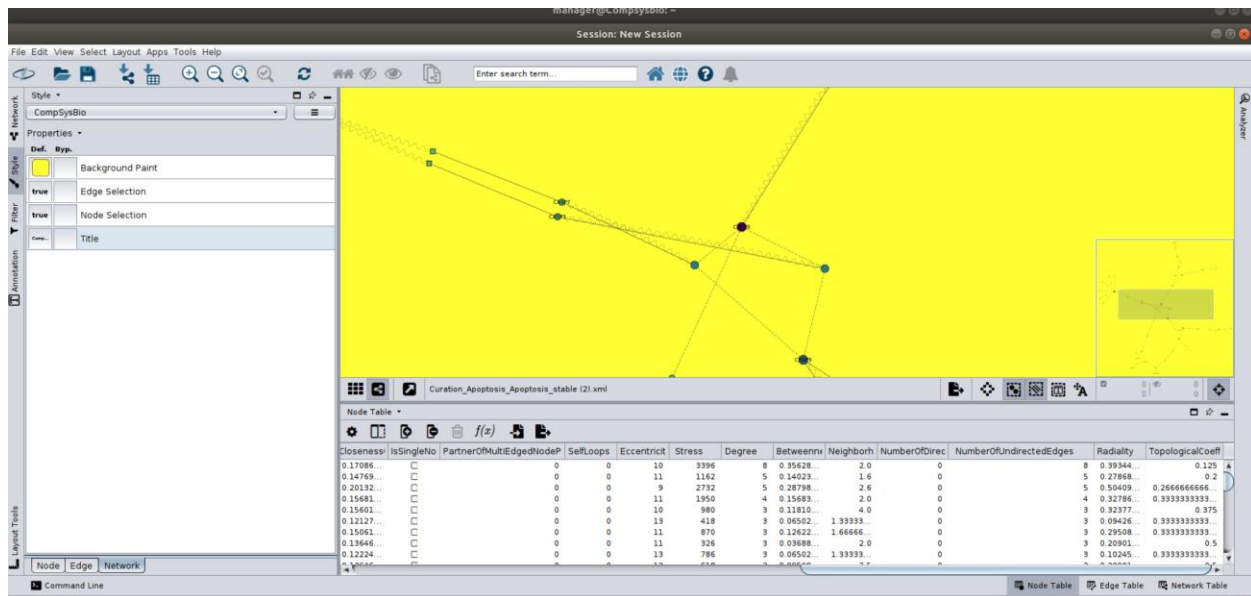 manager@Compsysbio: ~
Session: New Session
File Edit View Select Layout Apps Tools Help
Enter search term...
Network
Style
Filter
Annotation
Layout Tools
Style
CompSysBio
Properties
Def. Byp.
Background Paint
true Edge Selection
true Node Selection
Comp... Title
Node Edge Network
Analyzer
Curation_Apoptosis_Apoptosis_stable (2).xml
0 0
0 0
Node Table
f(x)
Closeness IsSingleNo PartnerOfMultiEdgedNodeP SelfLoops Eccentricit Stress Degree Betweenne Neighborh NumberOfDirec NumberOfUndirectedEdges Radiality TopologicalCoeff
0.17086... 0 0 10 3396 8 0.35628... 2.0 0 8 0.39344... 0.125
0.14769... 0 0 11 1162 5 0.14023... 1.6 0 5 0.27868... 0.2
0.20132... 0 0 9 2732 5 0.28798... 2.6 0 5 0.50409... 0.2666666666...
0.15681... 0 0 11 1950 4 0.15683... 2.0 0 4 0.32786... 0.3333333333...
0.15601... 0 0 10 980 3 0.11810... 4.0 0 3 0.32377... 0.375
0.12127... 0 0 13 418 3 0.06502... 1.33333... 0 3 0.09426... 0.3333333333...
0.15061... 0 0 11 870 3 0.12622... 1.66666... 0 3 0.29508... 0.3333333333...
0.13646... 0 0 11 326 3 0.03688... 2.0 0 3 0.20901... 0.5
0.12224... 0 0 13 786 3 0.06502... 1.33333... 0 3 0.10245... 0.3333333333...
Command Line
Node Table Edge Table Network Table